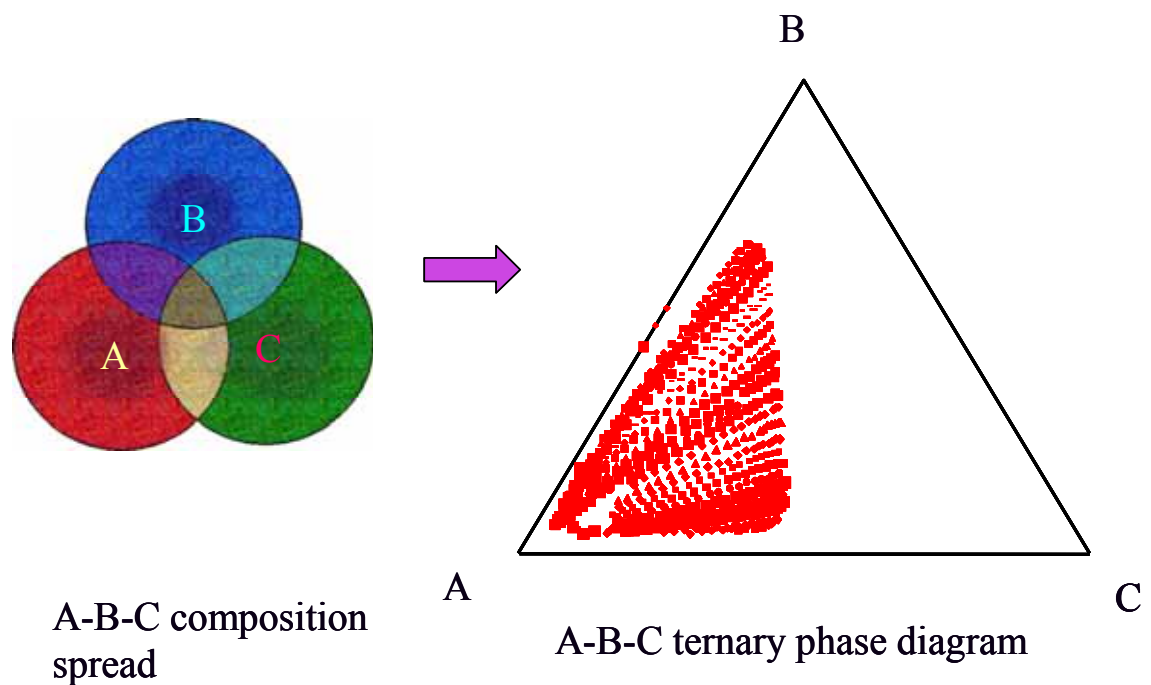 B
A
C
B
A
C
A-B-C composition
spread
A-B-C ternary phase diagram